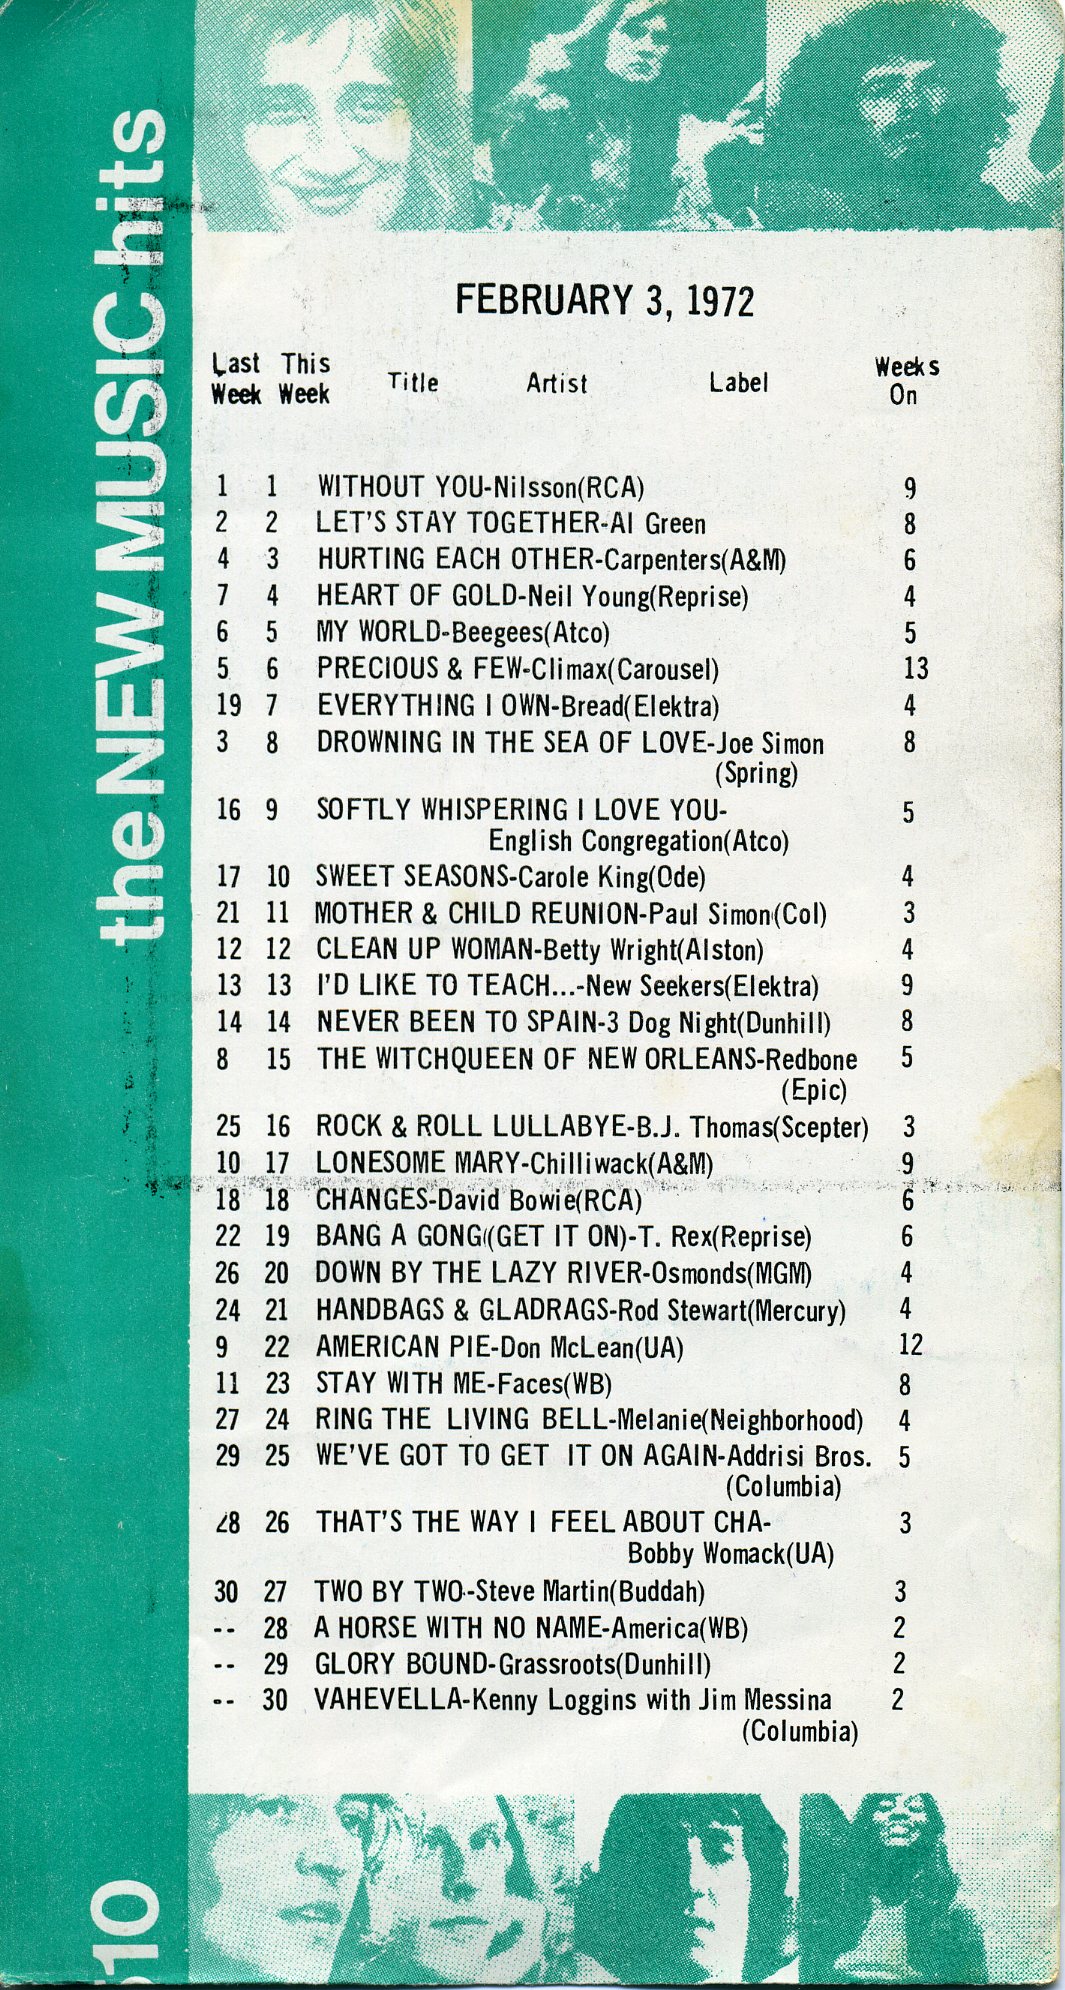 the NEW MUSIC hits
FEBRUARY 3, 1972
Last This Weeks
Week Week Title Artist Label On
1 1 WITHOUT YOU-Nilsson(RCA) 9
2 2 LET'S STAY TOGETHER-Al Green 8
4 3 HURTING EACH OTHER-Carpenters(A&M) 6
7 4 HEART OF GOLD-Neil Young(Reprise) 4
6 5 MY WORLD-Beegees(Atco) 5
5 6 PRECIOUS & FEW-Climax(Carousel) 13
19 7 EVERYTHING I OWN-Bread(Elektra) 4
3 8 DROWNING IN THE SEA OF LOVE-Joe Simon 8
(Spring)
16 9 SOFTLY WHISPERING I LOVE YOU- 5
English Congregation(Atco)
17 10 SWEET SEASONS-Carole King(Ode) 4
21 11 MOTHER & CHILD REUNION-Paul Simon(Col) 3
12 12 CLEAN UP WOMAN-Betty Wright(Alston) 4
13 13 I'D LIKE TO TEACH...-New Seekers(Elektra) 9
14 14 NEVER BEEN TO SPAIN-3 Dog Night(Dunhill) 8
8 15 THE WITCHQUEEN OF NEW ORLEANS-Redbone 5
(Epic)
25 16 ROCK & ROLL LULLABYE-B.J. Thomas(Scepter) 3
10 17 LONESOME MARY-Chilliwack(A&M) 9
18 18 CHANGES-David Bowie(RCA) 6
22 19 BANG A GONG((GET IT ON)-T. Rex(Reprise) 6
26 20 DOWN BY THE LAZY RIVER-Osmonds(MGM) 4
24 21 HANDBAGS & GLADRAGS-Rod Stewart(Mercury) 4
9 22 AMERICAN PIE-Don McLean(UA) 12
11 23 STAY WITH ME-Faces(WB) 8
27 24 RING THE LIVING BELL-Melanie(Neighborhood) 4
29 25 WE'VE GOT TO GET IT ON AGAIN-Addrisi Bros. 5
(Columbia)
28 26 THAT'S THE WAY I FEEL ABOUT CHA- 3
Bobby Womack(UA)
30 27 TWO BY TWO-Steve Martin(Buddah) 3
-- 28 A HORSE WITH NO NAME-America(WB) 2
-- 29 GLORY BOUND-Grassroots(Dunhill) 2
-- 30 VAHEVELLA-Kenny Loggins with Jim Messina 2
(Columbia)